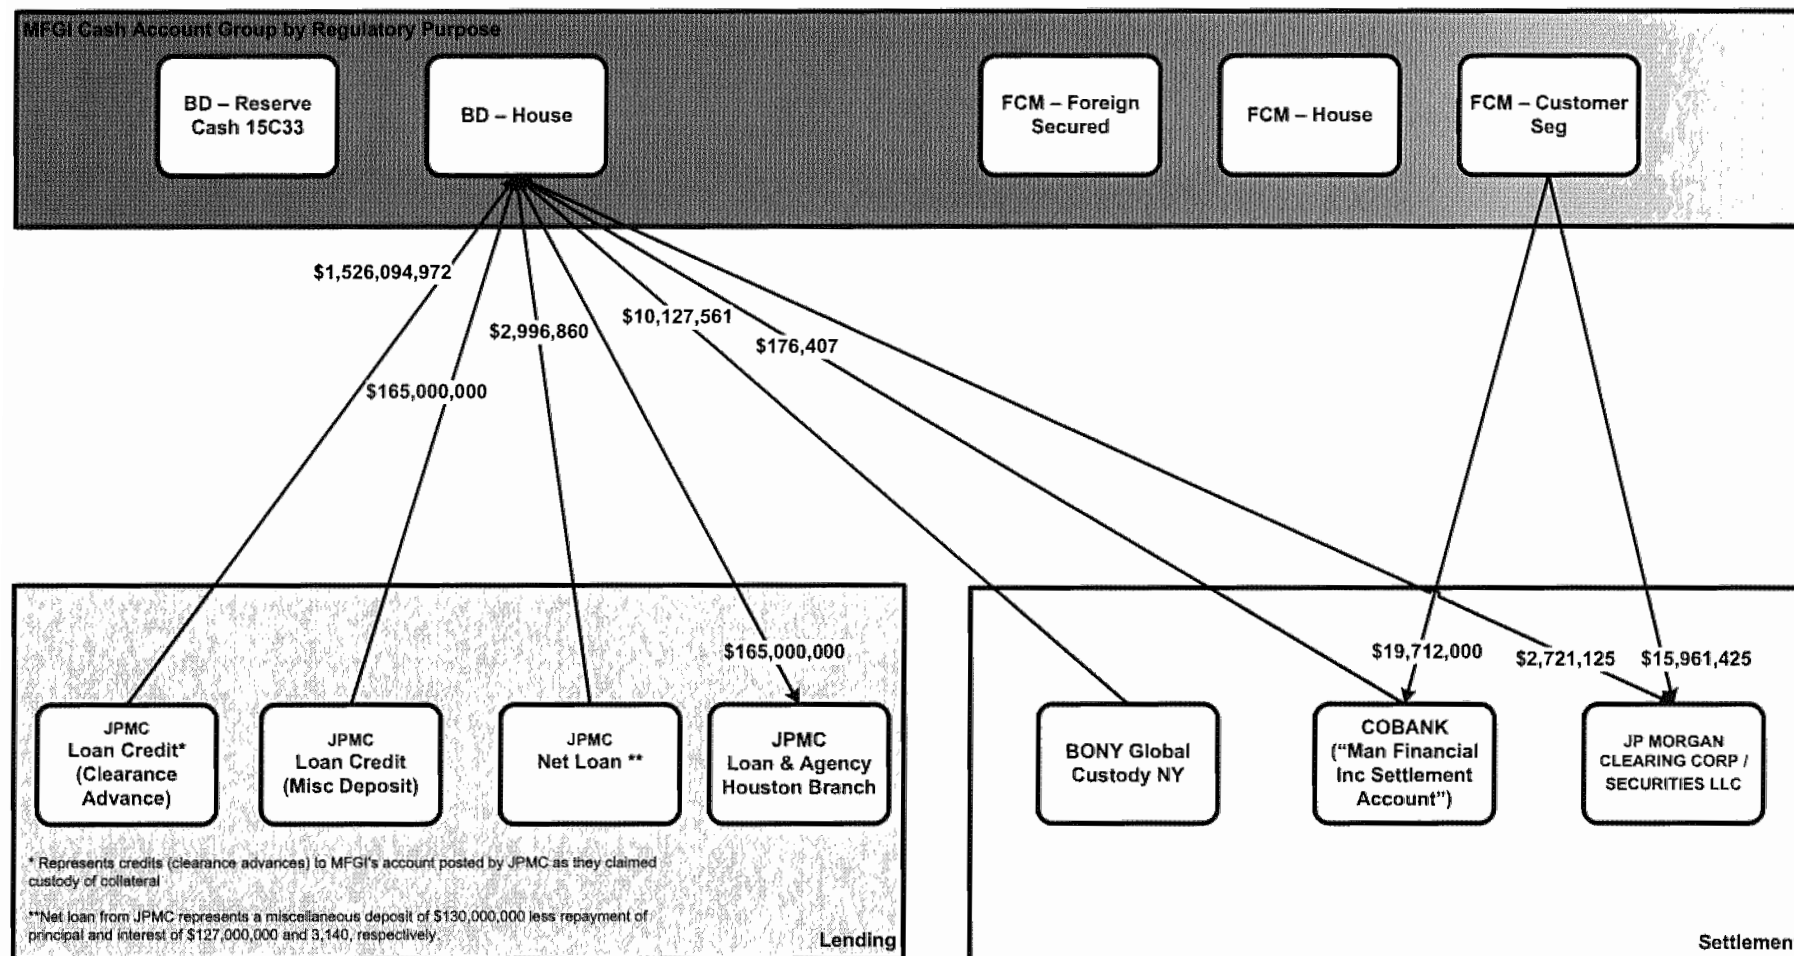 MFGI Cash Account Group by Regulatory Purpose
BD – Reserve
Cash 15C33
BD – House
FCM – Foreign
Secured
FCM – House
FCM – Customer
Seg
$1,526,094,972
$165,000,000
$2,996,860
$10,127,561
$176,407
$165,000,000
$19,712,000
$2,721,125
$15,961,425
JPMC
Loan Credit*
(Clearance
Advance)
JPMC
Loan Credit
(Misc Deposit)
JPMC
Net Loan **
JPMC
Loan & Agency
Houston Branch
BONY Global
Custody NY
COBANK
(“Man Financial
Inc Settlement
Account”)
JP MORGAN
CLEARING CORP /
SECURITIES LLC
* Represents credits (clearance advances) to MFGI's account posted by JPMC as they claimed
custody of collateral
**Net loan from JPMC represents a miscellaneous deposit of $130,000,000 less repayment of
principal and interest of $127,000,000 and 3,140, respectively.
Lending
Settlemen